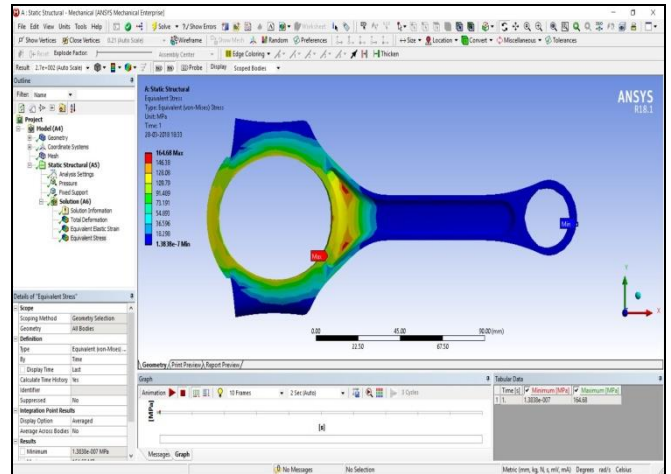 A : Static Structural - Mechanical [ANSYS Mechanical Enterprise]
File Edit View Units Tools Help
Solve ?/Show Errors Worksheet
Show Vertices Close Vertices 0.25 (Auto Scale) Wireframe Show Mesh Random Preferences Size Location Convert Miscellaneous Tolerances
Reset Explode Factor: Assembly Center Edge Coloring Thicken
Result 2.7e+002 (Auto Scale) Probe Display Scoped Bodies
Outline
Filter: Name
Project
Model (A4)
Geometry
Coordinate Systems
Mesh
Static Structural (A5)
Analysis Settings
Pressure
Fixed Support
Solution (A6)
Solution Information
Total Deformation
Equivalent Elastic Strain
Equivalent Stress
A: Static Structural
Equivalent Stress
Type: Equivalent (von-Mises) Stress
Unit: MPa
Time: 1
164.68 Max
146.38
109.79
91.489
73.191
54.893
36.596
18.298
Min
ANSYS
R18.1
Max
Min
Y
X
0.00
45.00
90.00 (mm)
22.50
67.50
Geometry Print Preview Report Preview
Details of "Equivalent Stress"
Scope
Scoping Method Geometry Selection
Geometry All Bodies
Definition
Type Equivalent (von-Mises) ...
By Time
Display Time Last
Calculate Time History Yes
Identifier
Suppressed No
Integration Point Results
Display Option Averaged
Average Across Bodies No
Results
Minimum 1.3838e-007 MPa
Graph
Animation 10 Frames 2 Sec (Auto) 3 Cycles
[MPa]
[s]
Messages Graph
Tabular Data
Time [s] Minimum [MPa] Maximum [MPa]
1 1. 1.3838e-007 164.68
No Messages No Selection Metric (mm, kg, N, s, mV, mA) Degrees rad/s Celsius